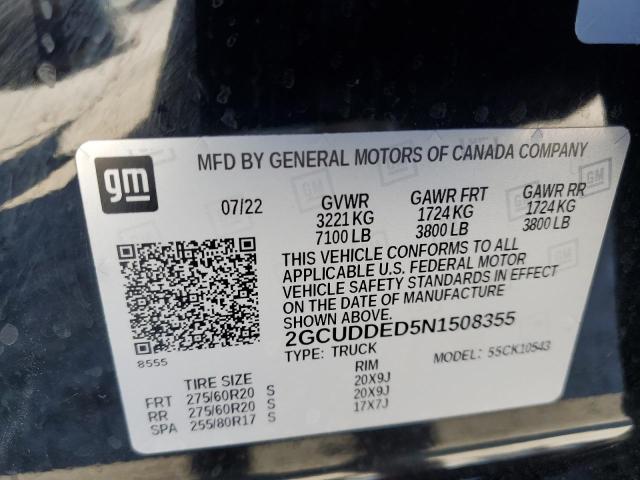 gm
MFD BY GENERAL MOTORS OF CANADA COMPANY
07/22
GVWR GAWR FRT GAWR RR
3221 KG 1724 KG 1724 KG
7100 LB 3800 LB 3800 LB
THIS VEHICLE CONFORMS TO ALL
APPLICABLE U.S. FEDERAL MOTOR
VEHICLE SAFETY STANDARDS IN EFFECT
ON THE DATE OF MANUFACTURE
SHOWN ABOVE.
2GCUDDED5N1508355
8555
TYPE: TRUCK MODEL: 55CK10543
TIRE SIZE RIM
FRT 275/60R20 S 20X9J
RR 275/60R20 S 20X9J
SPA 255/80R17 S 17X7J